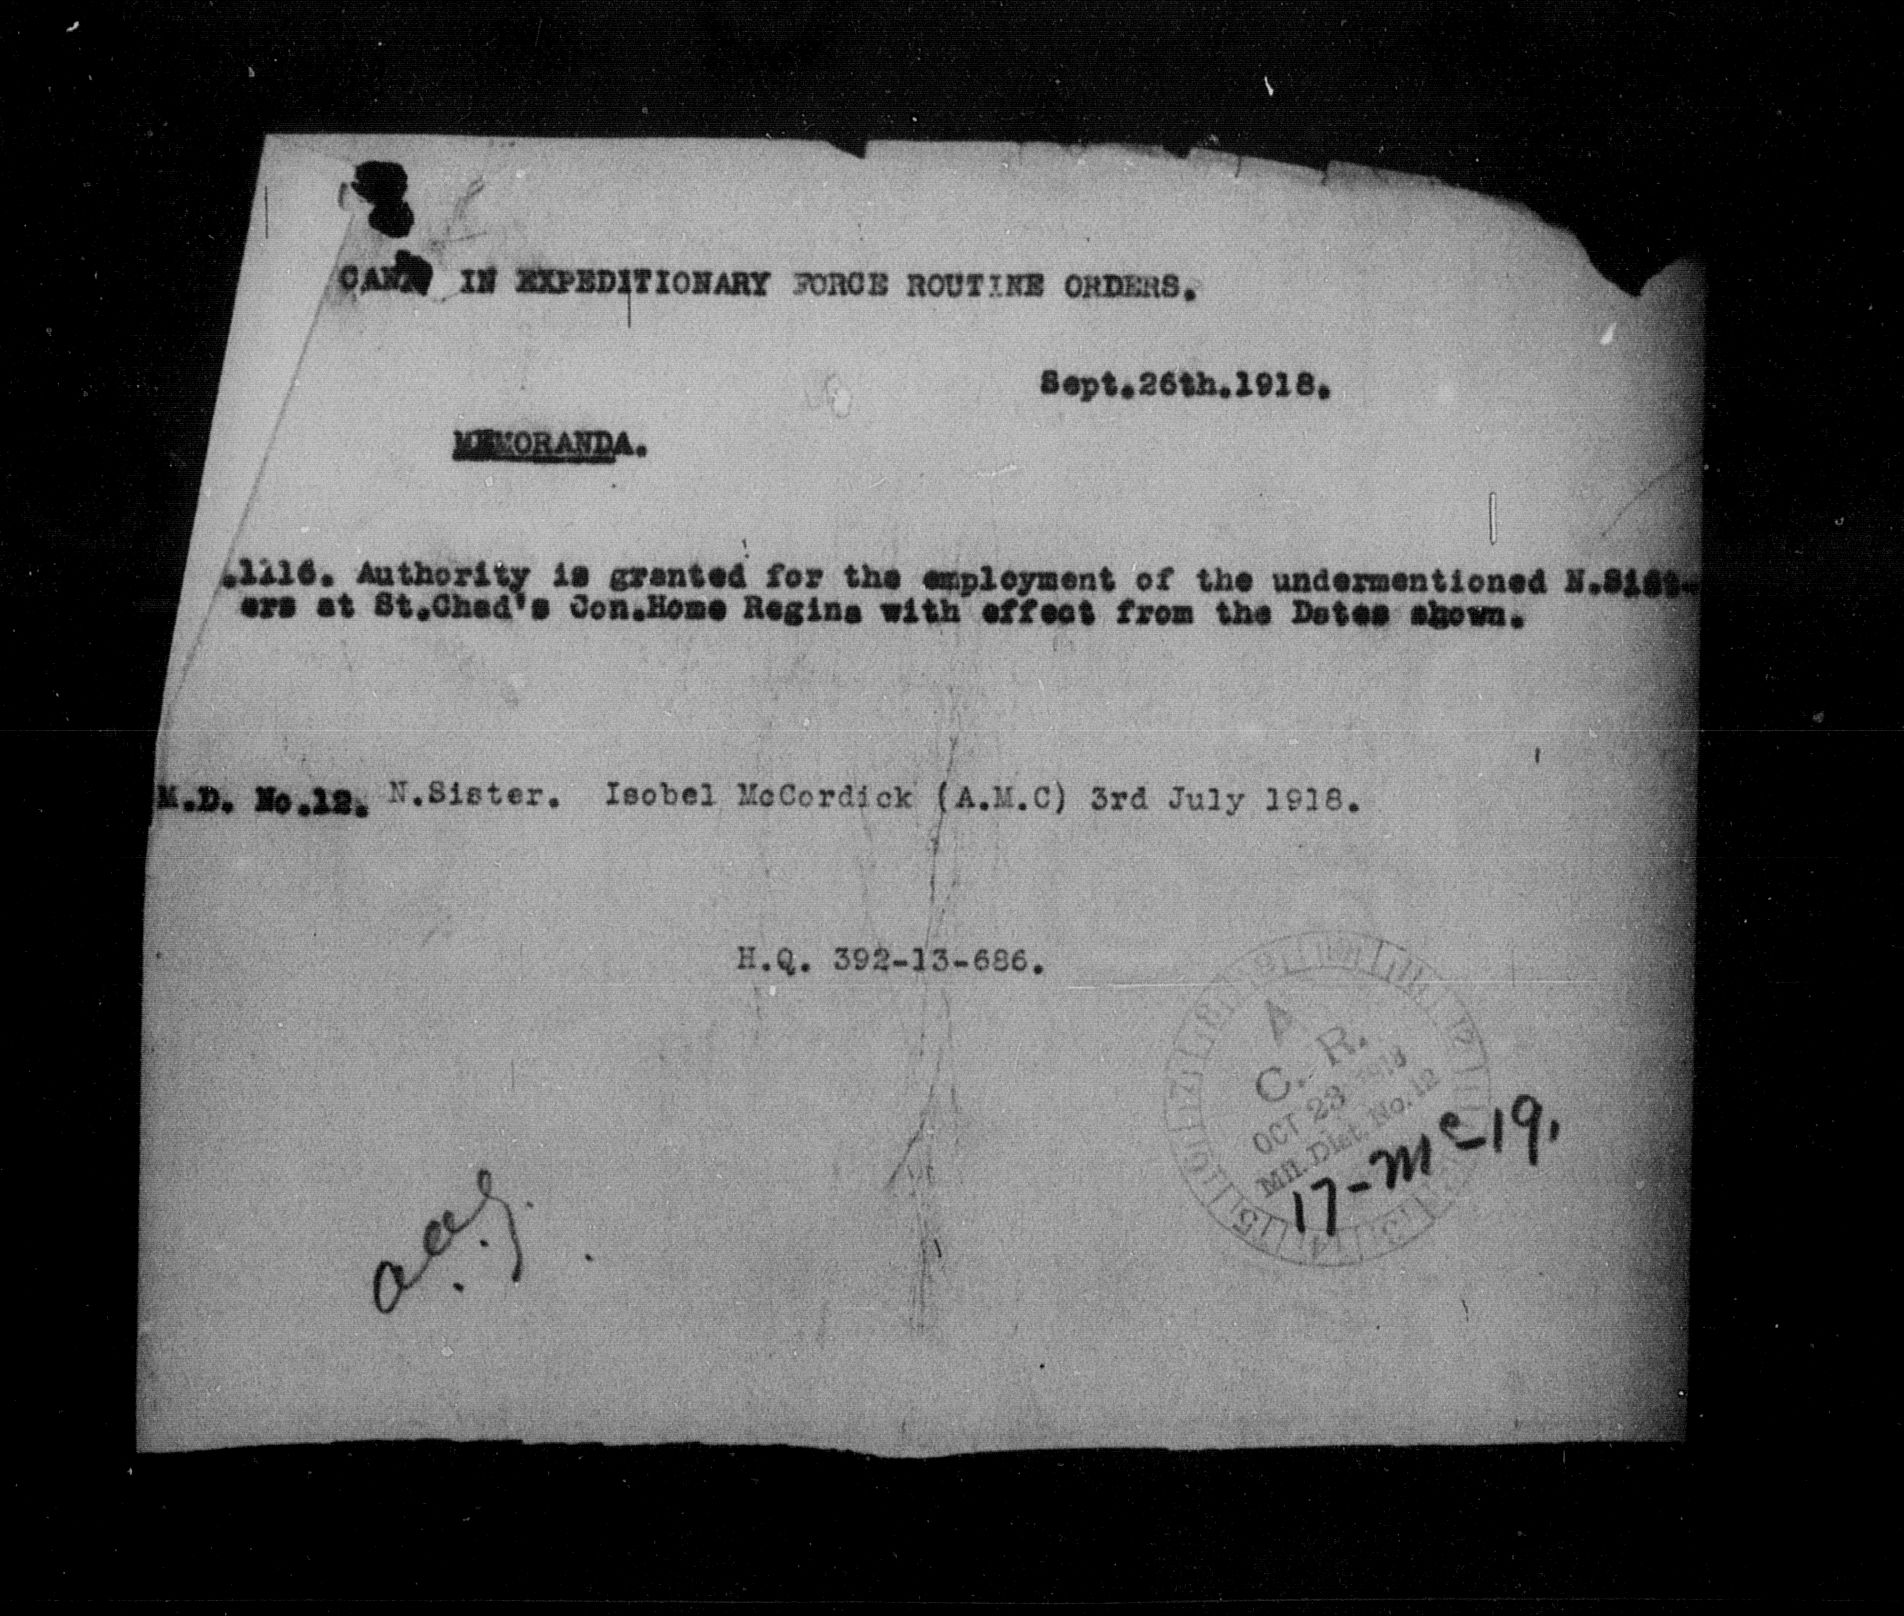 CANA IN EXPEDITIONARY FORCE ROUTINE ORDERS.
Sept.26th.1918.
MEMORANDA.
.1116. Authority is granted for the employment of the undermentioned N.Sist-
ers at St.Chad's Con.Home Regina with effect from the Dates shown.
M.D. No.12. N.Sister. Isobel McCordick (A.M.C) 3rd July 1918.
H.Q. 392-13-686.
A
C. R.
OCT 23 1918
Mil. Dist. No. 12
17-Mc-19.